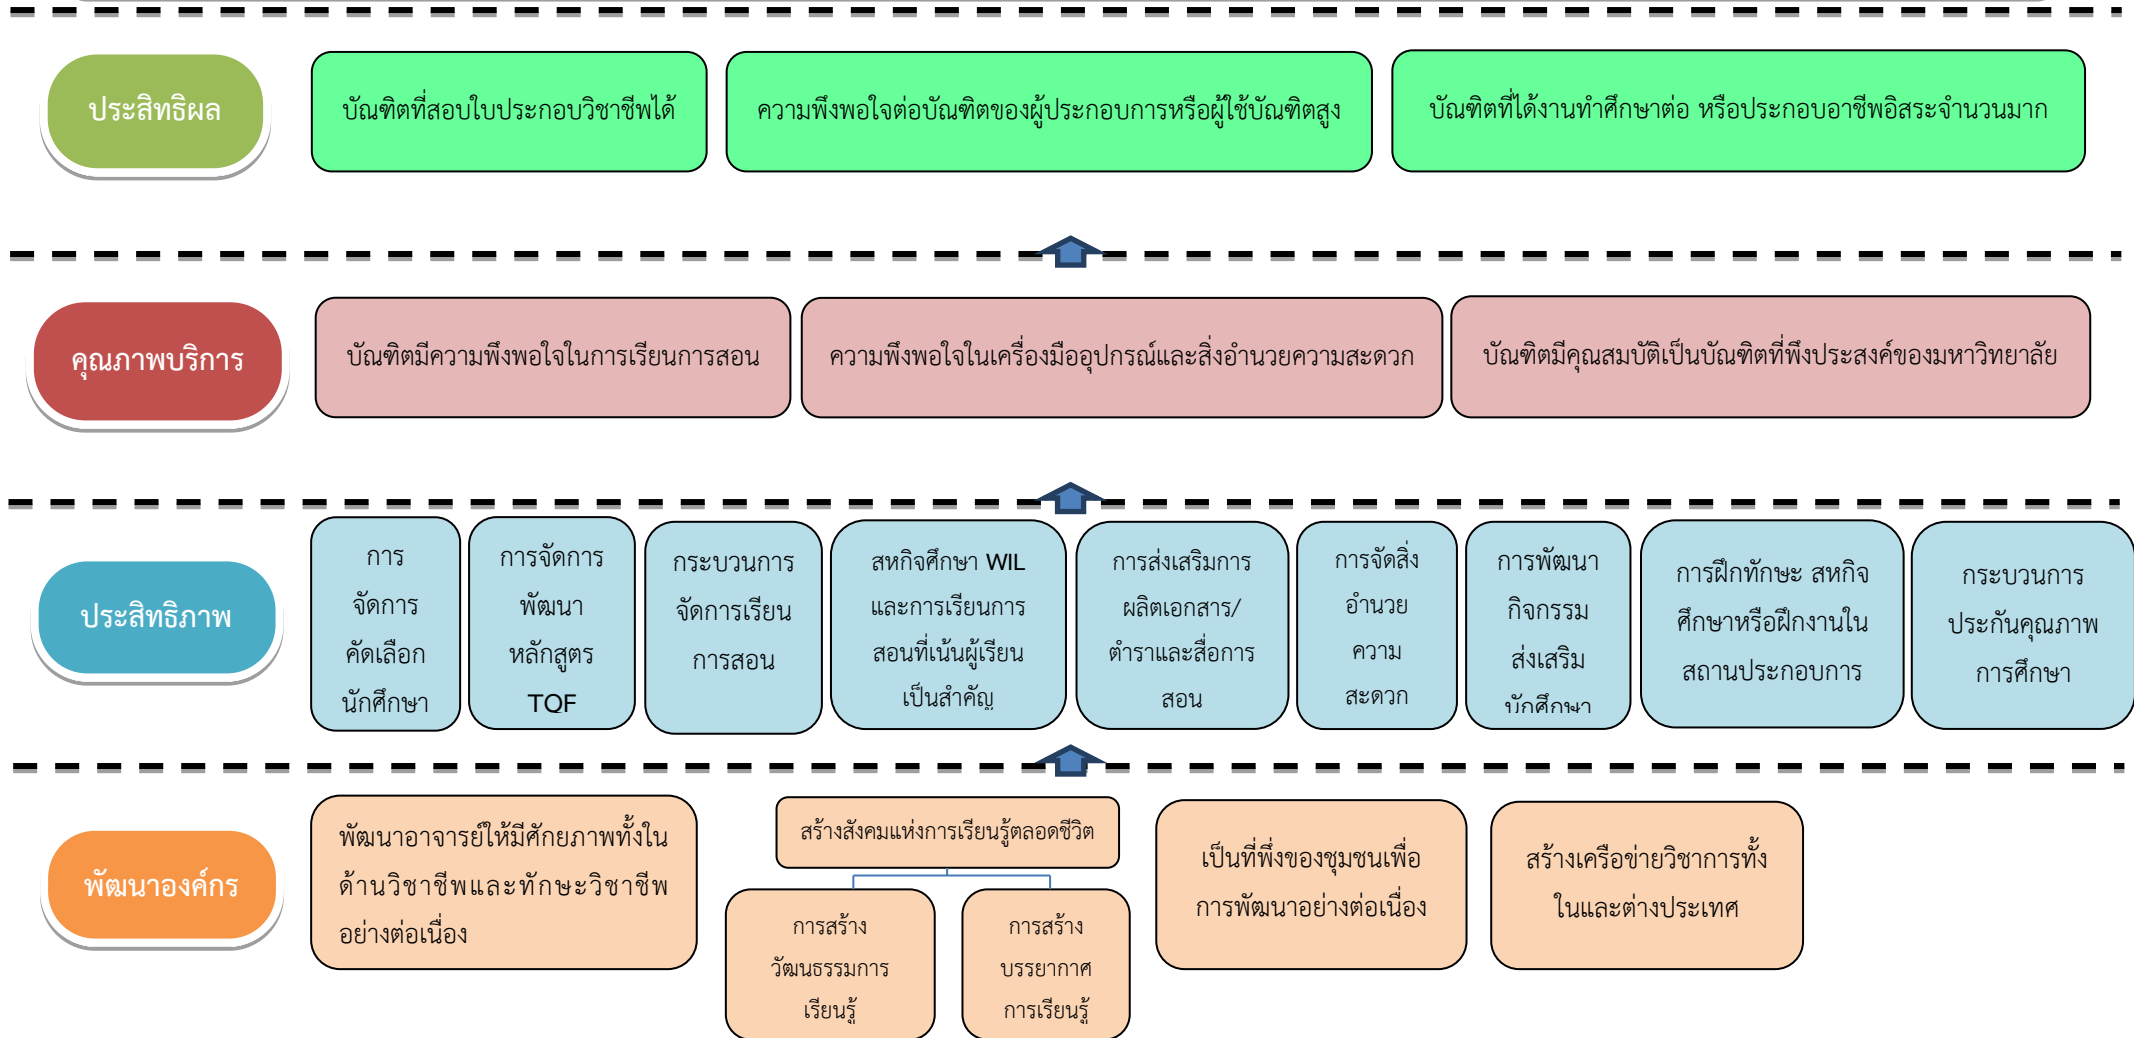 ประสิทธิผล
บัณฑิตที่สอบใบประกอบวิชาชีพได้
ความพึงพอใจต่อบัณฑิตของผู้ประกอบการหรือผู้ใช้บัณฑิตสูง
บัณฑิตที่ได้งานทำศึกษาต่อ หรือประกอบอาชีพอิสระจำนวนมาก
คุณภาพบริการ
บัณฑิตมีความพึงพอใจในการเรียนการสอน
ความพึงพอใจในเครื่องมืออุปกรณ์และสิ่งอำนวยความสะดวก
บัณฑิตมีคุณสมบัติเป็นบัณฑิตที่พึงประสงค์ของมหาวิทยาลัย
ประสิทธิภาพ
การ
จัดการ
คัดเลือก
นักศึกษา
การจัดการ
พัฒนา
หลักสูตร
TQF
กระบวนการ
จัดการเรียน
การสอน
สหกิจศึกษา WIL
และการเรียนการ
สอนที่เน้นผู้เรียน
เป็นสำคัญ
การส่งเสริมการ
ผลิตเอกสาร/
ตำราและสื่อการ
สอน
การจัดสิ่ง
อำนวย
ความ
สะดวก
การพัฒนา
กิจกรรม
ส่งเสริม
นักศึกษา
การฝึกทักษะ สหกิจ
ศึกษาหรือฝึกงานใน
สถานประกอบการ
กระบวนการ
ประกันคุณภาพ
การศึกษา
พัฒนาองค์กร
พัฒนาอาจารย์ให้มีศักยภาพทั้งใน
ด้านวิชาชีพและทักษะวิชาชีพ
อย่างต่อเนื่อง
สร้างสังคมแห่งการเรียนรู้ตลอดชีวิต
การสร้าง
วัฒนธรรมการ
เรียนรู้
การสร้าง
บรรยากาศ
การเรียนรู้
เป็นที่พึ่งของชุมชนเพื่อ
การพัฒนาอย่างต่อเนื่อง
สร้างเครือข่ายวิชาการทั้ง
ในและต่างประเทศ